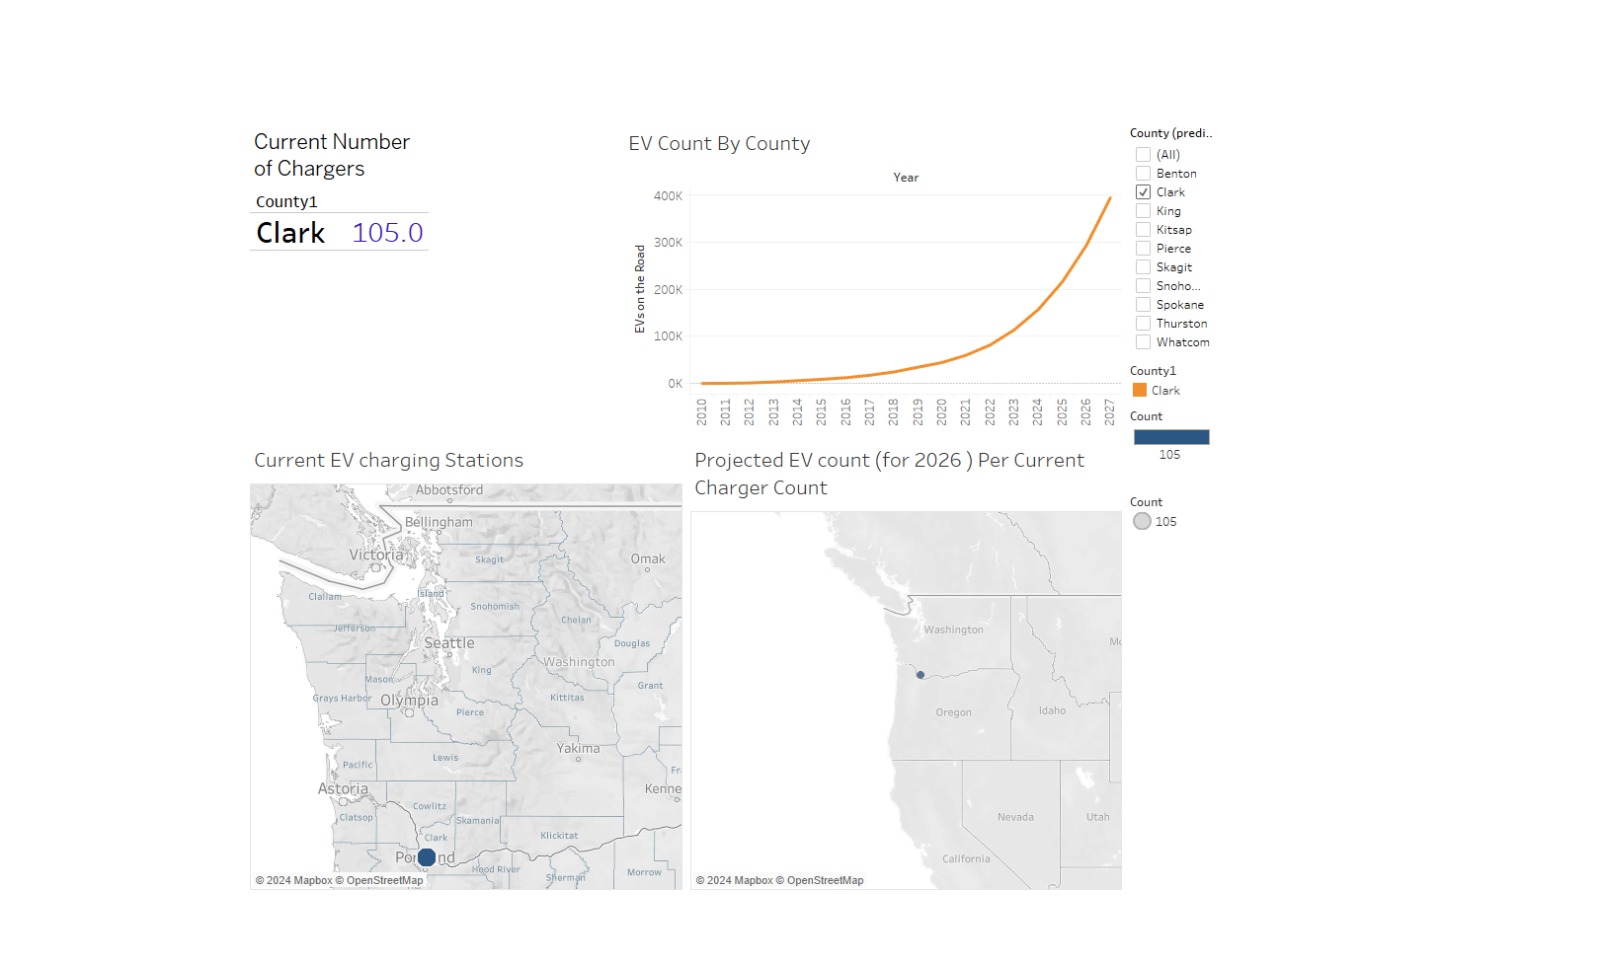 Current Number
of Chargers
County1
Clark 105.0
EV Count By County
Year
EVs on the Road
400K
300K
200K
100K
0K
2010 2011 2012 2013 2014 2015 2016 2017 2018 2019 2020 2021 2022 2023 2024 2025 2026 2027
County (predi..
(All)
Benton
Clark
King
Kitsap
Pierce
Skagit
Snoho...
Spokane
Thurston
Whatcom
County1
Clark
Count
105
Count
105
Current EV charging Stations
Abbotsford
Bellingham
Victoria
Skagit
Omak
Clallam
Island
Snohomish
Chelan
Jefferson
Seattle
Douglas
Washington
King
Mason
Grant
Grays Harbor
Olympia
Kittitas
Pierce
Yakima
Lewis
Pacific
Fr
Astoria
Kenne
Cowlitz
Clatsop
Skamania
Clark
Klickitat
Por nd
Hood River
Sherman
Morrow
© 2024 Mapbox © OpenStreetMap
Projected EV count (for 2026 ) Per Current
Charger Count
Washington
Mo
Oregon
Idaho
Nevada
Utah
California
© 2024 Mapbox © OpenStreetMap